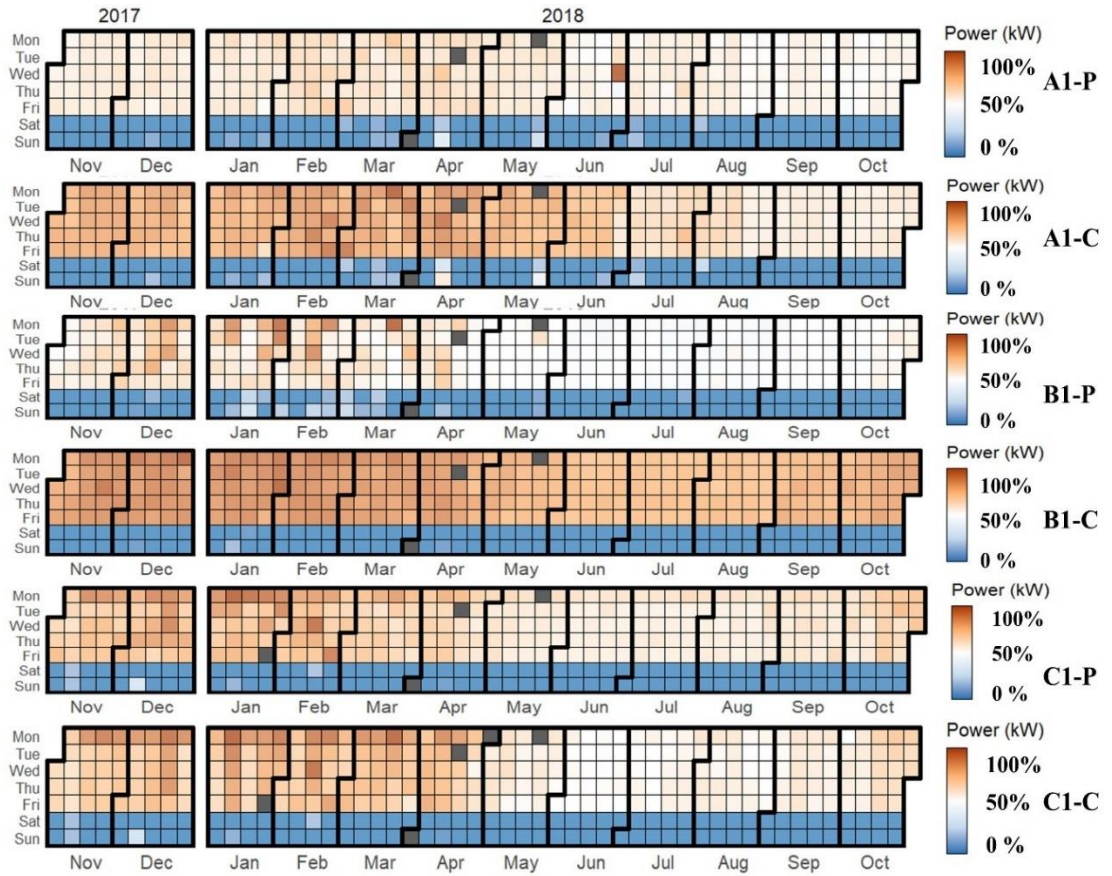 2017 2018
Mon
Tue
Wed
Thu
Fri
Sat
Sun
Nov Dec Jan Feb Mar Apr May Jun Jul Aug Sep Oct
Power (kW)
100%
50%
0 %
A1-P
Mon
Tue
Wed
Thu
Fri
Sat
Sun
Nov Dec Jan Feb Mar Apr May Jun Jul Aug Sep Oct
Power (kW)
100%
50%
0 %
A1-C
Mon
Tue
Wed
Thu
Fri
Sat
Sun
Nov Dec Jan Feb Mar Apr May Jun Jul Aug Sep Oct
Power (kW)
100%
50%
0 %
B1-P
Mon
Tue
Wed
Thu
Fri
Sat
Sun
Nov Dec Jan Feb Mar Apr May Jun Jul Aug Sep Oct
Power (kW)
100%
50%
0 %
B1-C
Mon
Tue
Wed
Thu
Fri
Sat
Sun
Nov Dec Jan Feb Mar Apr May Jun Jul Aug Sep Oct
Power (kW)
100%
50%
0 %
C1-P
Mon
Tue
Wed
Thu
Fri
Sat
Sun
Nov Dec Jan Feb Mar Apr May Jun Jul Aug Sep Oct
Power (kW)
100%
50%
0 %
C1-C